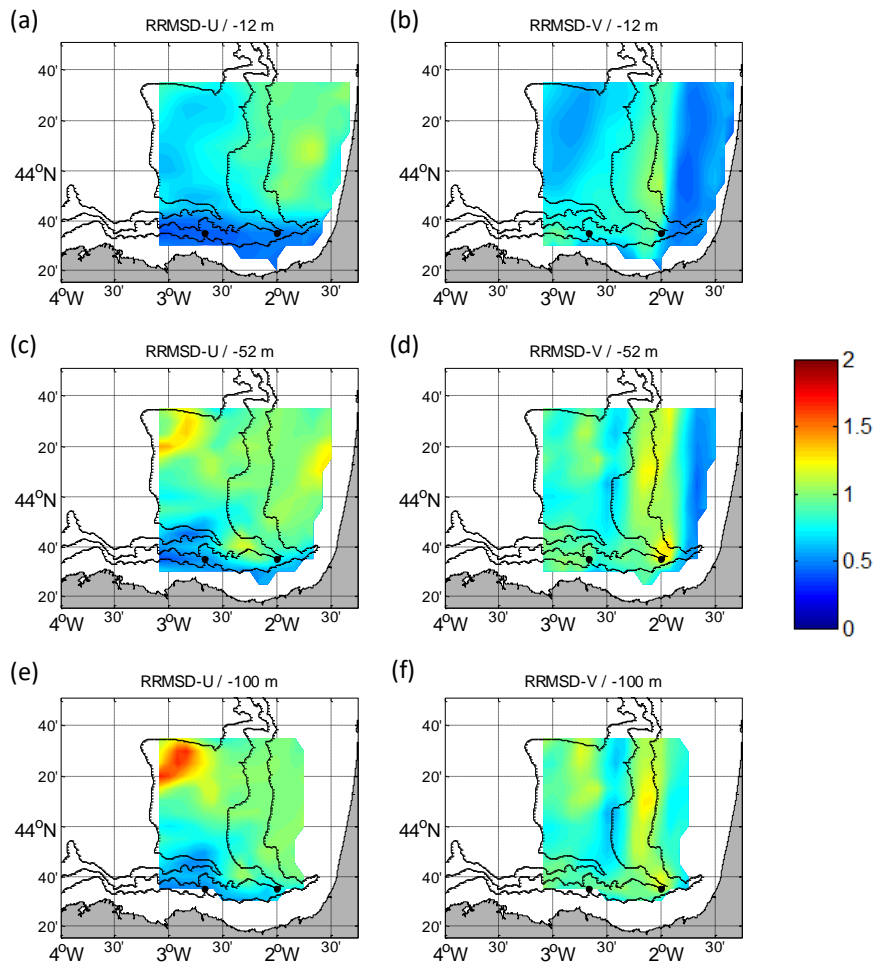 (a)
RRMSD-U / -12 m
40'
20'
44°N
40'
20'
4°W 30' 3°W 30' 2°W 30'
(b)
RRMSD-V / -12 m
40'
20'
44°N
40'
20'
4°W 30' 3°W 30' 2°W 30'
(c)
RRMSD-U / -52 m
40'
20'
44°N
40'
20'
4°W 30' 3°W 30' 2°W 30'
(d)
RRMSD-V / -52 m
40'
20'
44°N
40'
20'
4°W 30' 3°W 30' 2°W 30'
2
1.5
1
0.5
0
(e)
RRMSD-U / -100 m
40'
20'
44°N
40'
20'
4°W 30' 3°W 30' 2°W 30'
(f)
RRMSD-V / -100 m
40'
20'
44°N
40'
20'
4°W 30' 3°W 30' 2°W 30'